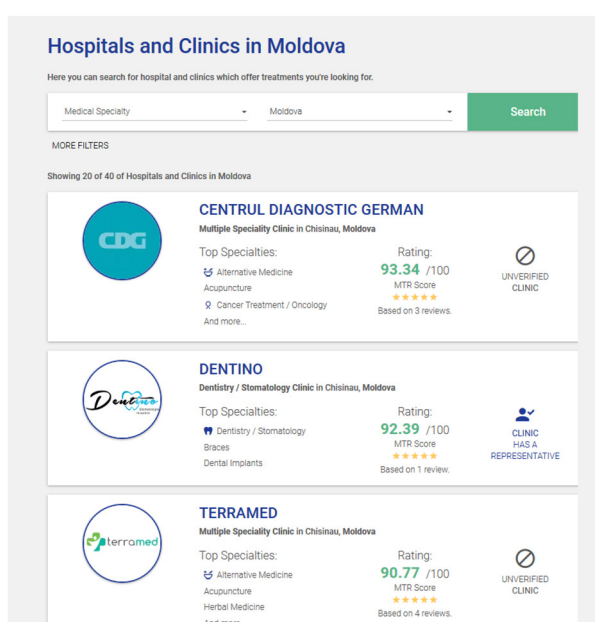 Hospitals and Clinics in Moldova
Here you can search for hospital and clinics which offer treatments you're looking for.
Medical Specialty
Moldova
Search
MORE FILTERS
Showing 20 of 40 of Hospitals and Clinics in Moldova
CDG
CENTRUL DIAGNOSTIC GERMAN
Multiple Speciality Clinic in Chisinau, Moldova
Top Specialties:
Alternative Medicine
Acupuncture
Cancer Treatment / Oncology
And more...
Rating:
93.34 /100
MTR Score
Based on 3 reviews.
UNVERIFIED
CLINIC
Dentino
DENTINO
Dentistry / Stomatology Clinic in Chisinau, Moldova
Top Specialties:
Dentistry / Stomatology
Braces
Dental Implants
Rating:
92.39 /100
MTR Score
Based on 1 review.
CLINIC
HAS A
REPRESENTATIVE
terramed
TERRAMED
Multiple Speciality Clinic in Chisinau, Moldova
Top Specialties:
Alternative Medicine
Acupuncture
Herbal Medicine
Rating:
90.77 /100
MTR Score
Based on 4 reviews.
UNVERIFIED
CLINIC